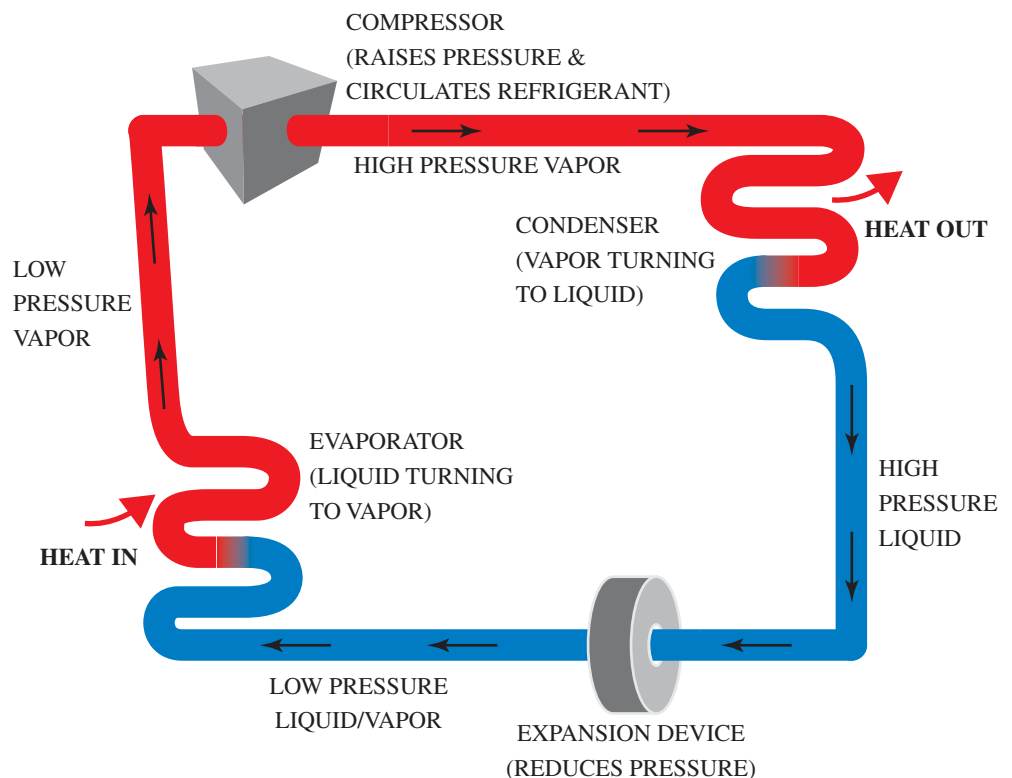 COMPRESSOR
(RAISES PRESSURE &
CIRCULATES REFRIGERANT)
HIGH PRESSURE VAPOR
CONDENSER
(VAPOR TURNING
TO LIQUID)
HEAT OUT
LOW
PRESSURE
VAPOR
EVAPORATOR
(LIQUID TURNING
TO VAPOR)
HEAT IN
HIGH
PRESSURE
LIQUID
LOW PRESSURE
LIQUID/VAPOR
EXPANSION DEVICE
(REDUCES PRESSURE)